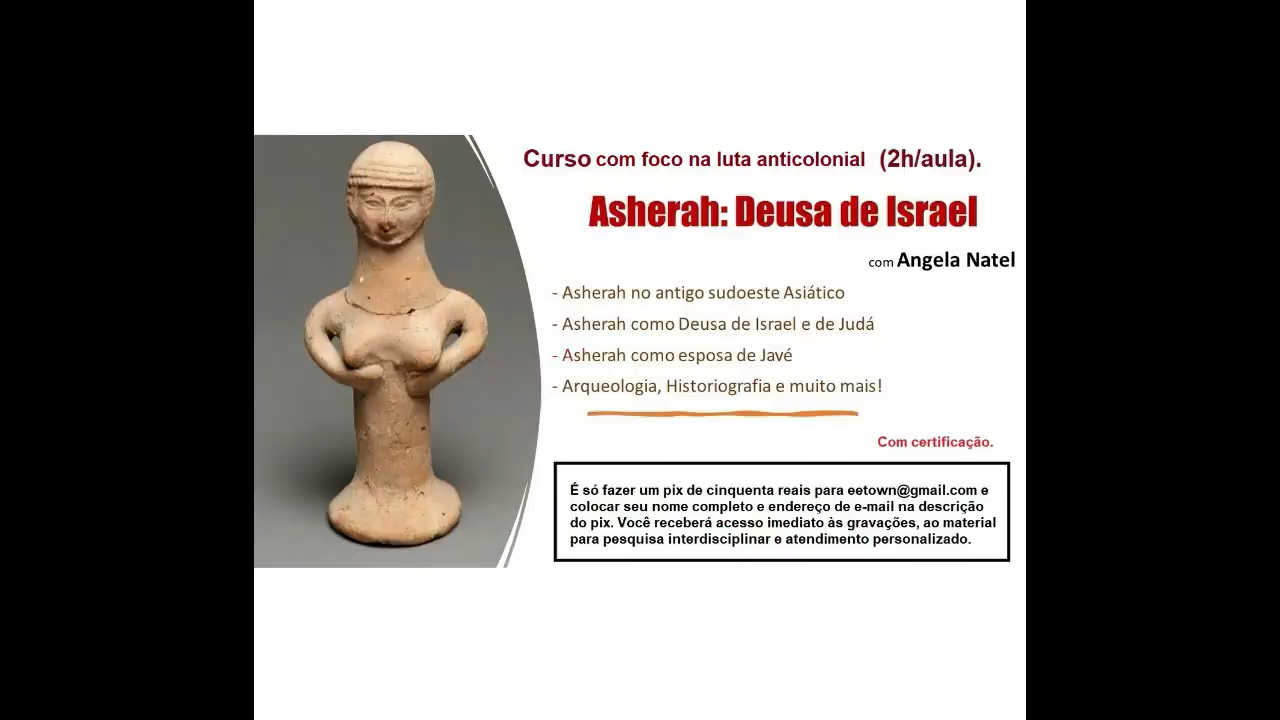 Curso com foco na luta anticolonial (2h/aula).
Asherah: Deusa de Israel
com Angela Natel
- Asherah no antigo sudoeste Asiático
- Asherah como Deusa de Israel e de Judá
- Asherah como esposa de Javé
- Arqueologia, Historiografia e muito mais!
Com certificação.
É só fazer um pix de cinquenta reais para eetown@gmail.com e
colocar seu nome completo e endereço de e-mail na descrição
do pix. Você receberá acesso imediato às gravações, ao material
para pesquisa interdisciplinar e atendimento personalizado.